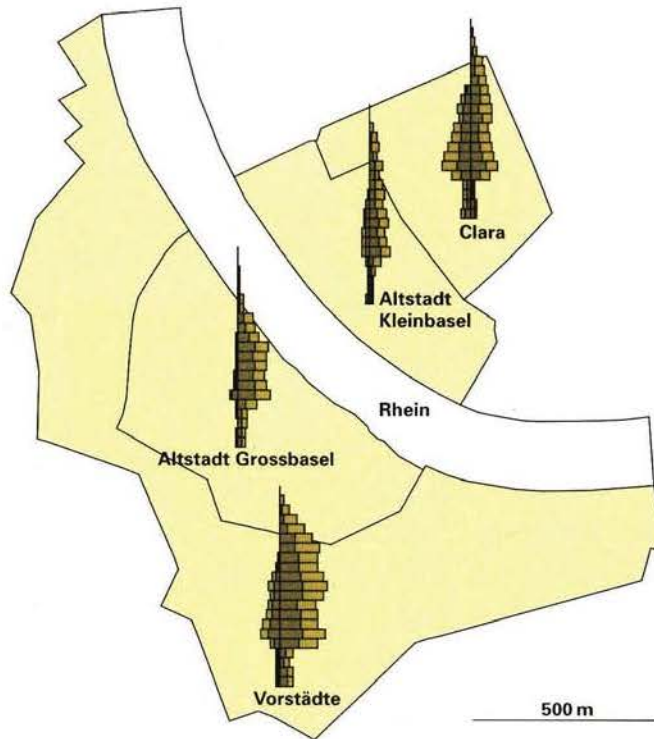 Clara
Altstadt
Kleinbasel
Rhein
Altstadt Grossbasel
Vorstädte
500 m